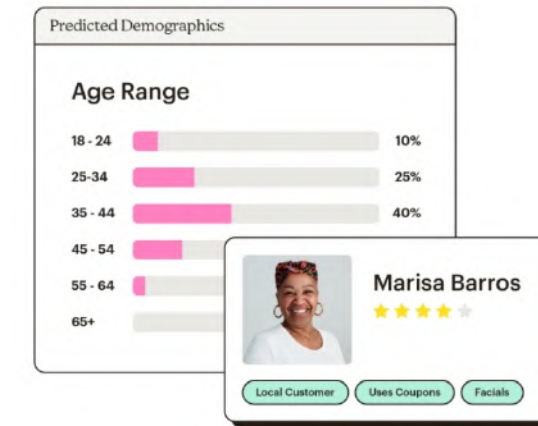 Predicted Demographics
Age Range
18 - 24 10%
25-34 25%
35 - 44 40%
45 - 54
55 - 64
65+
Marisa Barros
Local Customer Uses Coupons Facials